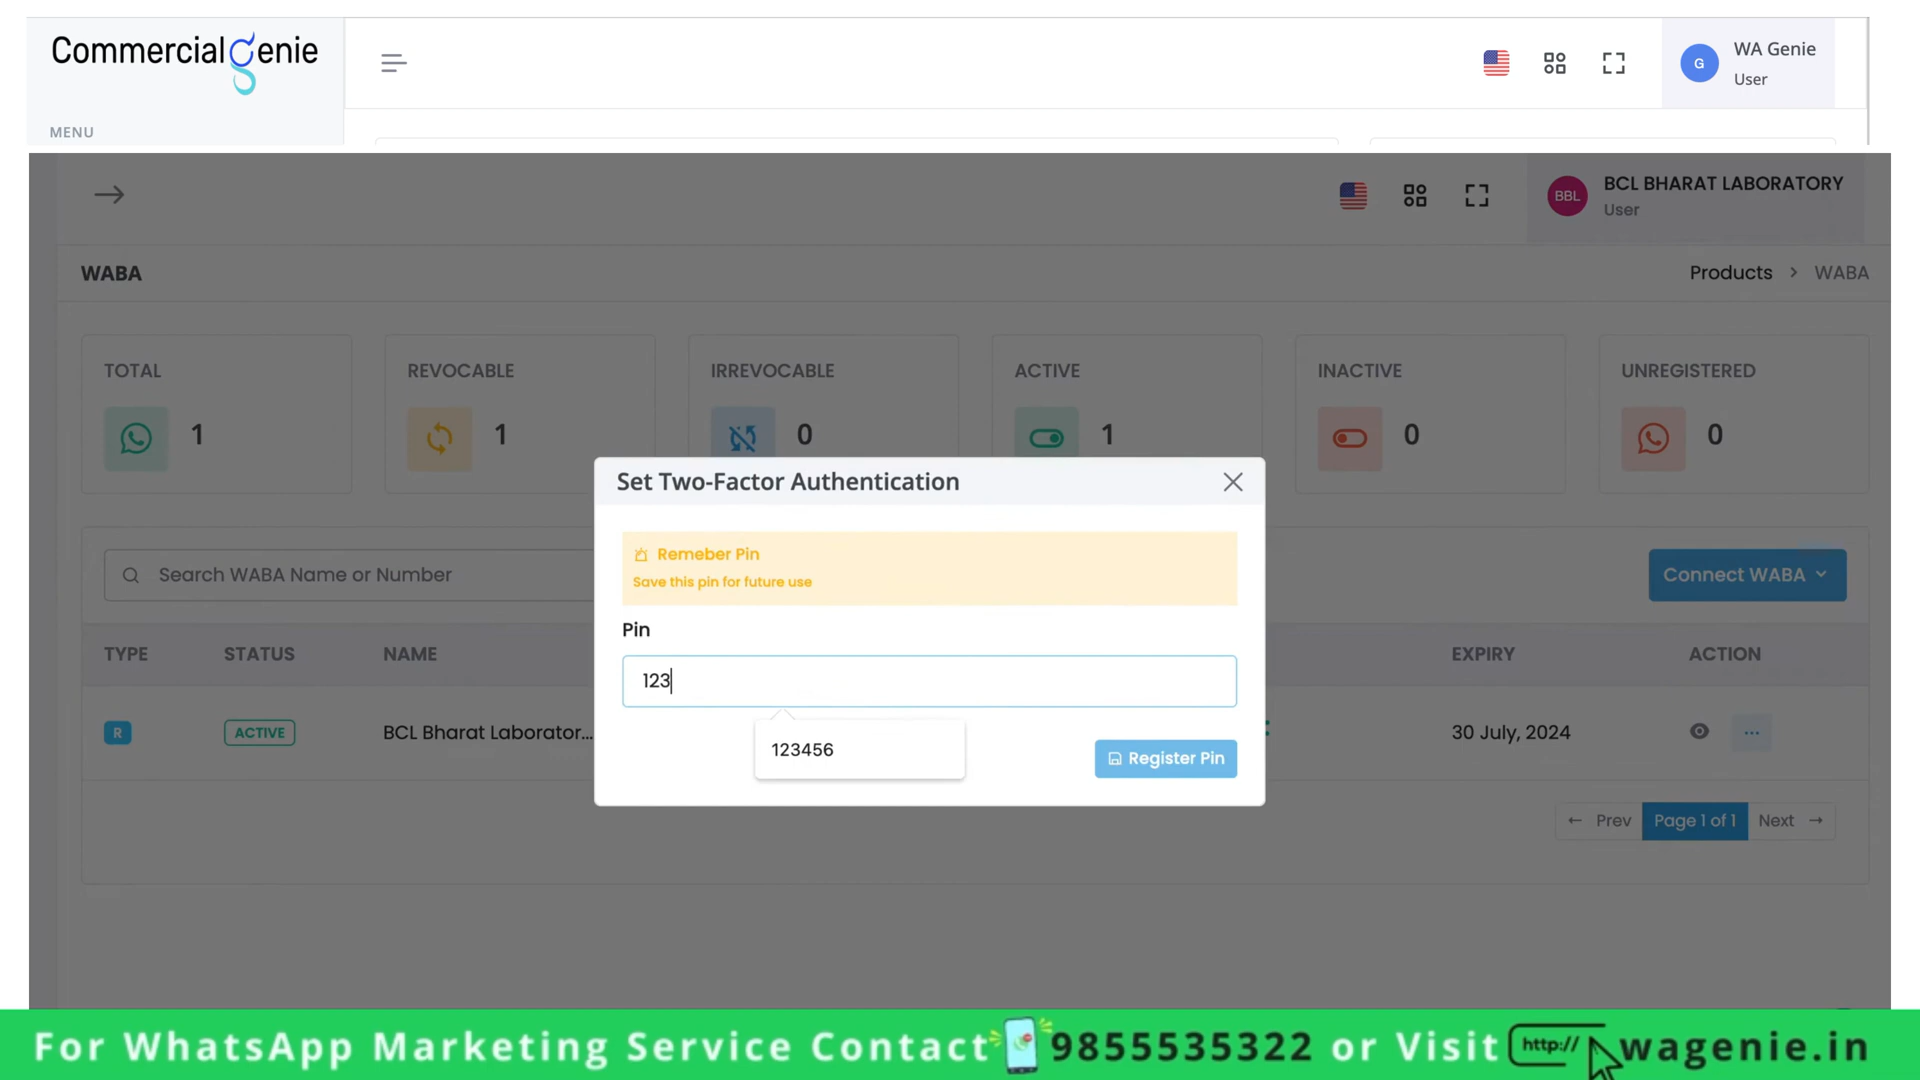 Commercialgenie
MENU
G
WA Genie
User
BBL
BCL BHARAT LABORATORY
User
WABA
Products > WABA
TOTAL
1
REVOCABLE
1
IRREVOCABLE
0
ACTIVE
1
INACTIVE
0
UNREGISTERED
0
Set Two-Factor Authentication
Remeber Pin
Save this pin for future use
Pin
123
123456
Register Pin
Search WABA Name or Number
Connect WABA
TYPE STATUS NAME EXPIRY ACTION
R ACTIVE BCL Bharat Laborator... 30 July, 2024 ...
← Prev Page 1 of 1 Next →
For WhatsApp Marketing Service Contact 9855535322 or Visit http:// wagenie.in